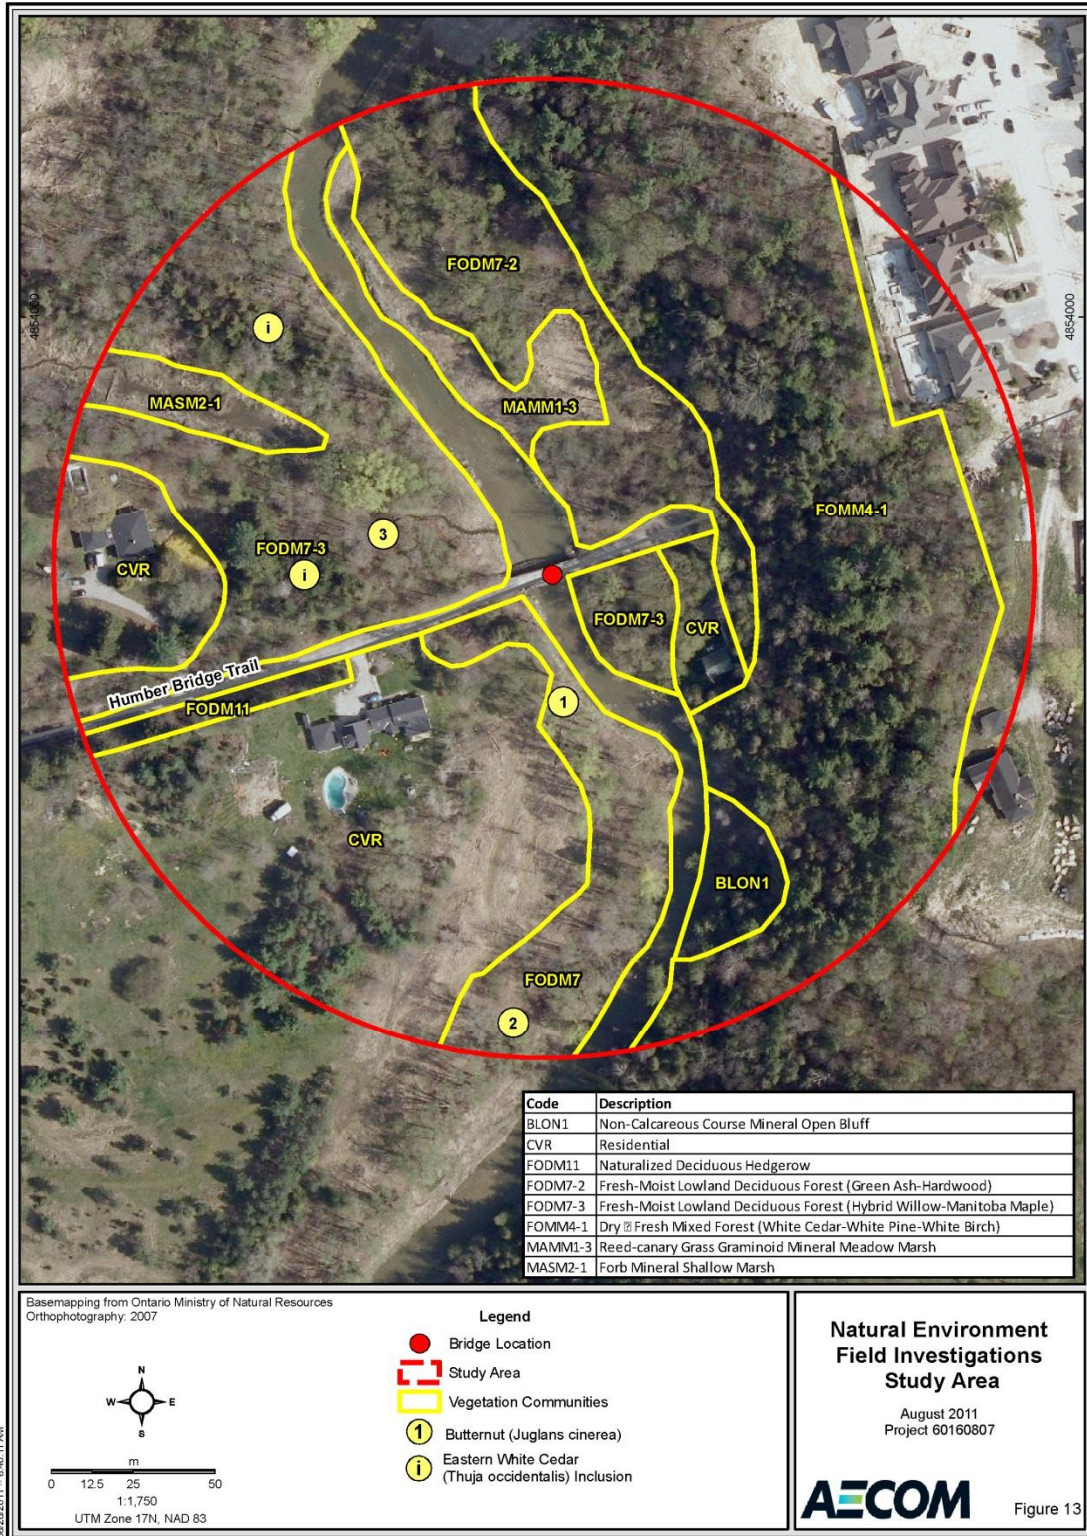 FODM7-2
i
4854000
4854000
MASM2-1
MAMM1-3
FOMM4-1
3
FODM7-3
i
CVR
FODM7-3
CVR
Humber Bridge Trail
FODM11
1
CVR
BLON1
FODM7
2
Code Description
BLON1 Non-Calcareous Course Mineral Open Bluff
CVR Residential
FODM11 Naturalized Deciduous Hedgerow
FODM7-2 Fresh-Moist Lowland Deciduous Forest (Green Ash-Hardwood)
FODM7-3 Fresh-Moist Lowland Deciduous Forest (Hybrid Willow-Manitoba Maple)
FOMM4-1 Dry Fresh Mixed Forest (White Cedar-White Pine-White Birch)
MAMM1-3 Reed-canary Grass Graminoid Mineral Meadow Marsh
MASM2-1 Forb Mineral Shallow Marsh
Basemapping from Ontario Ministry of Natural Resources
Orthophotography: 2007
N
W E
S
m
0 12.5 25 50
1:1,750
UTM Zone 17N, NAD 83
Legend
Bridge Location
Study Area
Vegetation Communities
1 Butternut (Juglans cinerea)
i Eastern White Cedar
(Thuja occidentalis) Inclusion
Natural Environment
Field Investigations
Study Area
August 2011
Project 60160807
AECOM
Figure 13